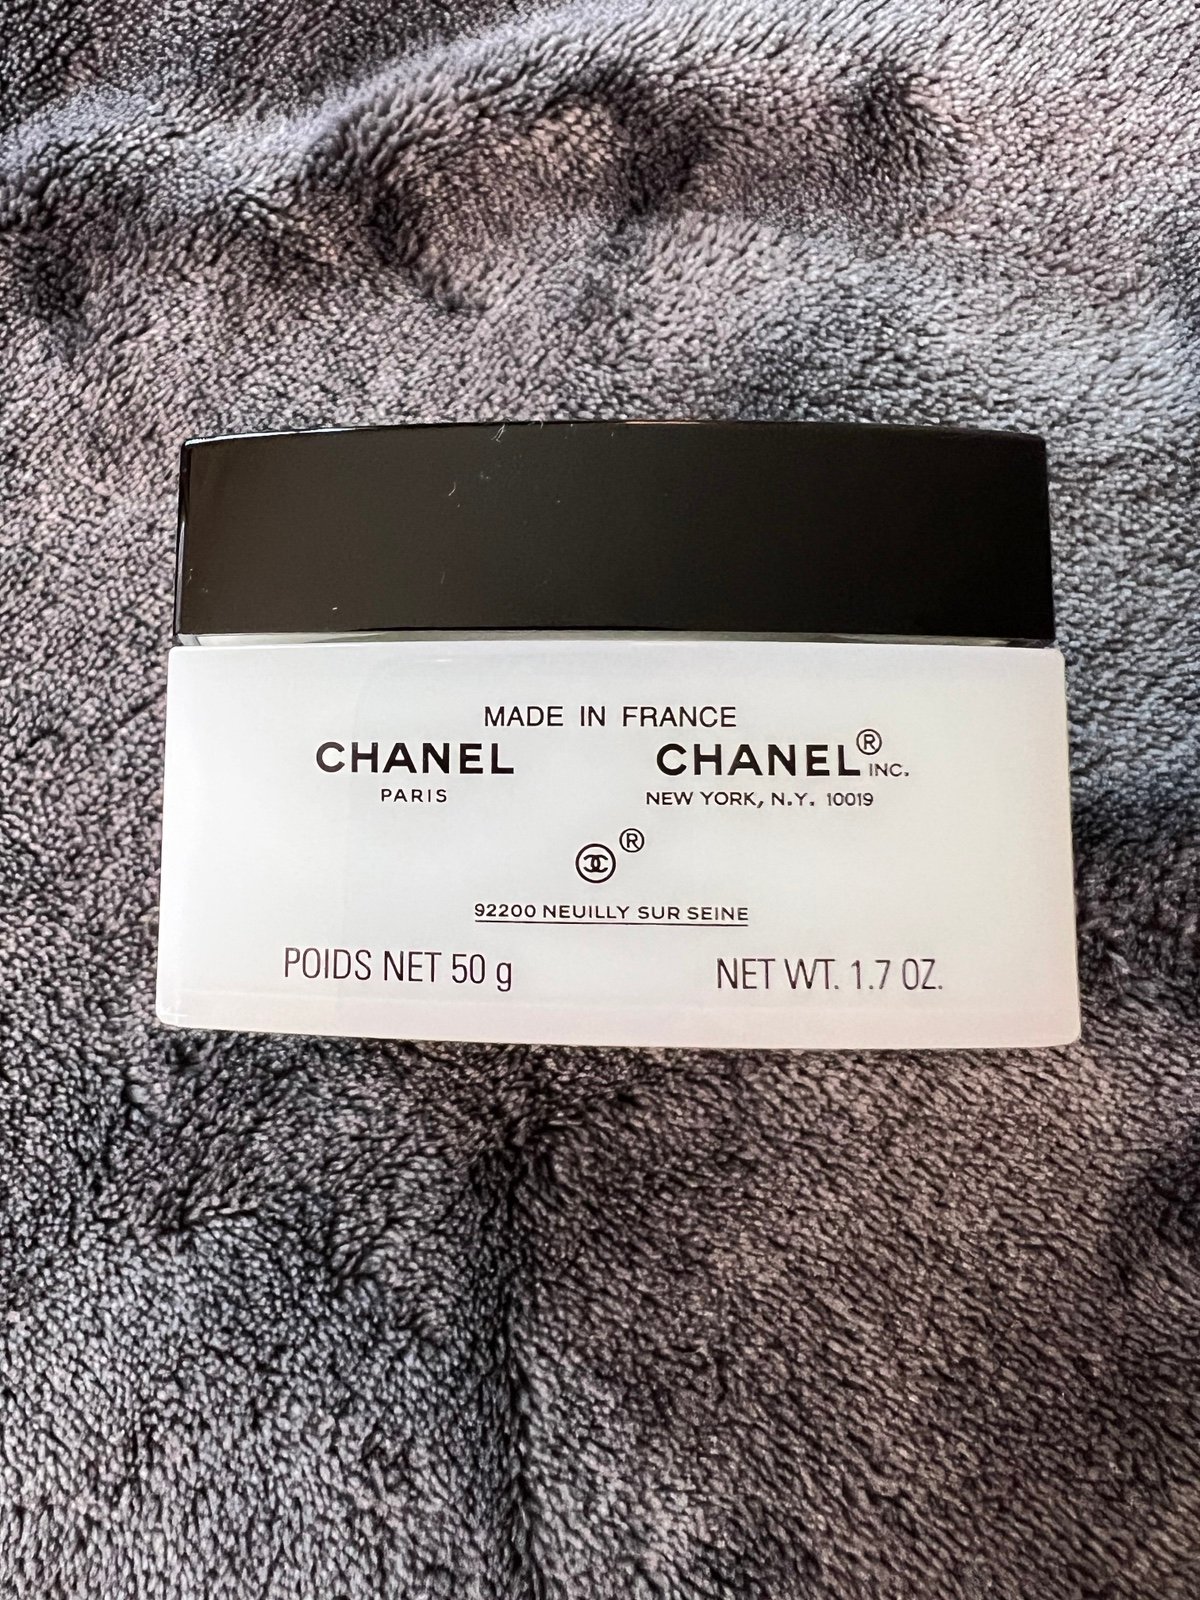 MADE IN FRANCE
CHANEL CHANEL® INC.
PARIS NEW YORK, N.Y. 10019
®
92200 NEUILLY SUR SEINE
POIDS NET 50 g NET WT. 1.7 OZ.